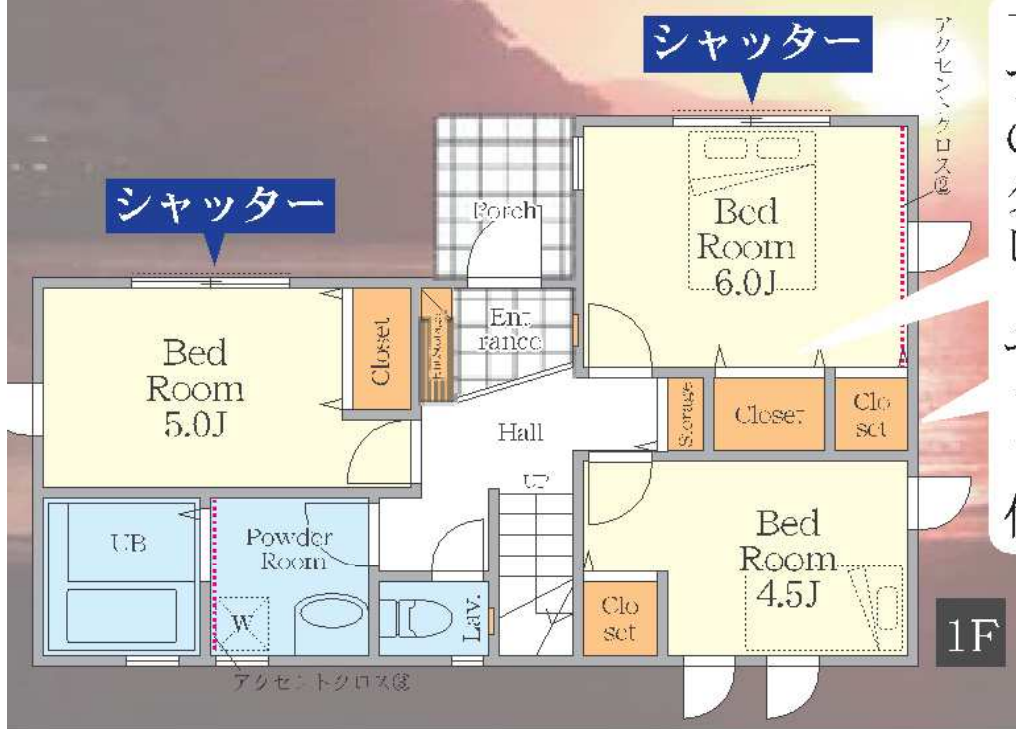 シャッター
シャッター
アクセントクロス②
Porch
Bed
Room
6.0J
Ent
rance
Bed
Room
5.0J
Closet
Hall
Storage
Closet
Clo
set
UP
UB
Powder
Room
W
Lav.
Clo
set
Bed
Room
4.5J
1F
アクセントクロス③